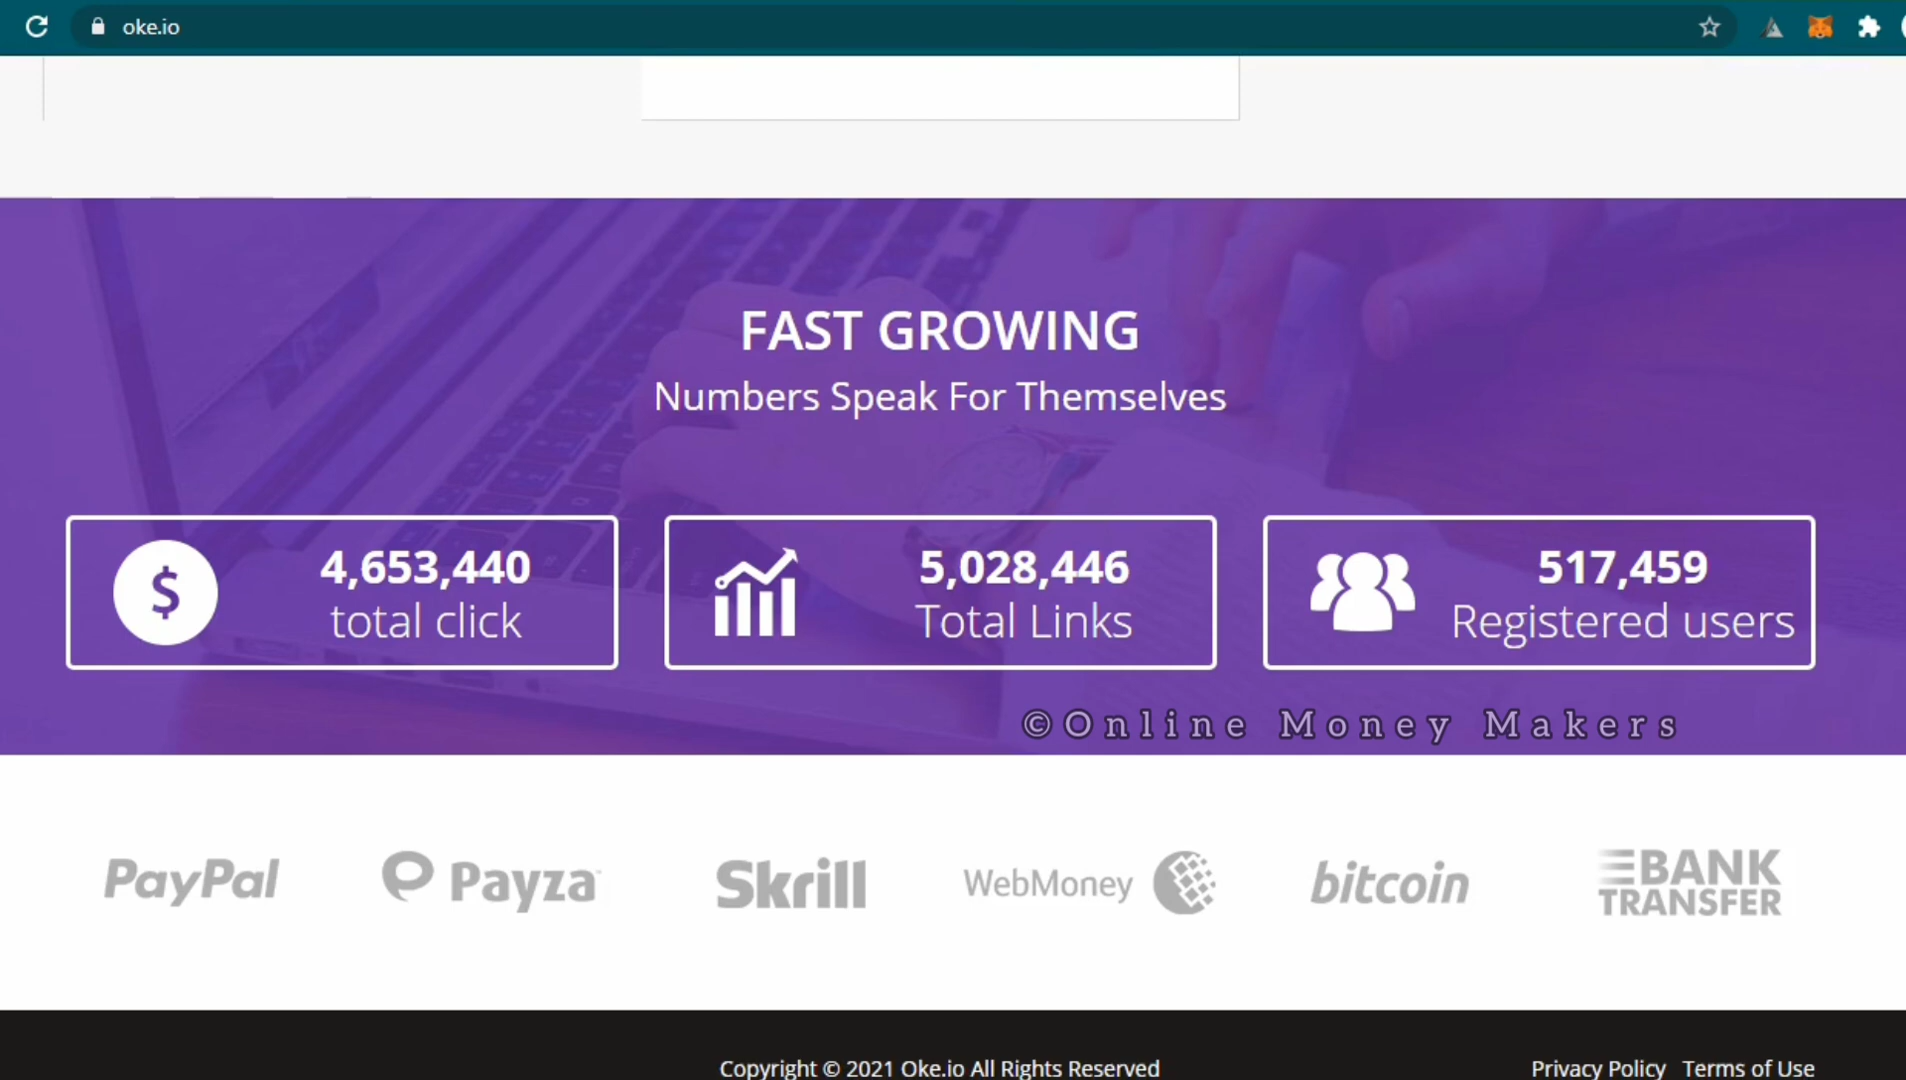 oke.io
FAST GROWING
Numbers Speak For Themselves
$
4,653,440
total click
5,028,446
Total Links
517,459
Registered users
©Online Money Makers
PayPal
Payza
Skrill
WebMoney
bitcoin
BANK
TRANSFER
Copyright © 2021 Oke.io All Rights Reserved
Privacy Policy Terms of Use